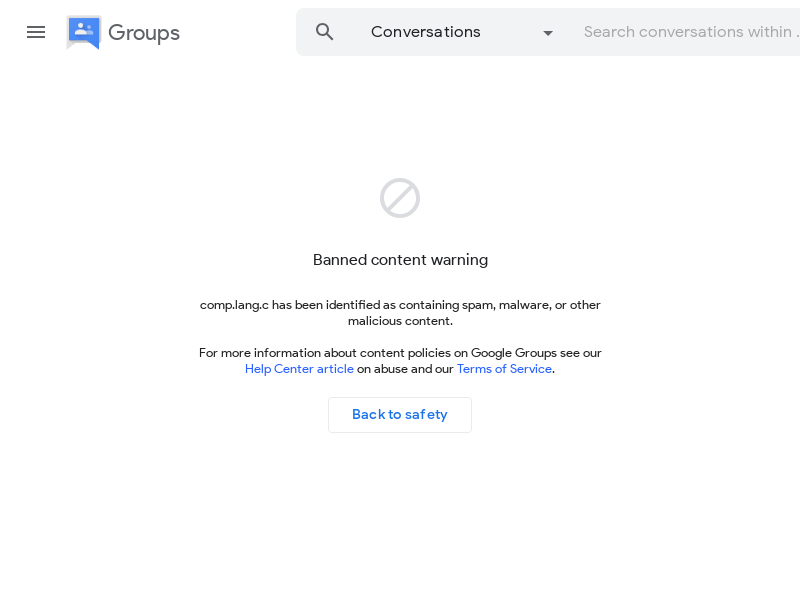 Groups
Conversations
Search conversations within .
Banned content warning
comp.lang.c has been identified as containing spam, malware, or other
malicious content.
For more information about content policies on Google Groups see our
Help Center article on abuse and our Terms of Service.
Back to safety